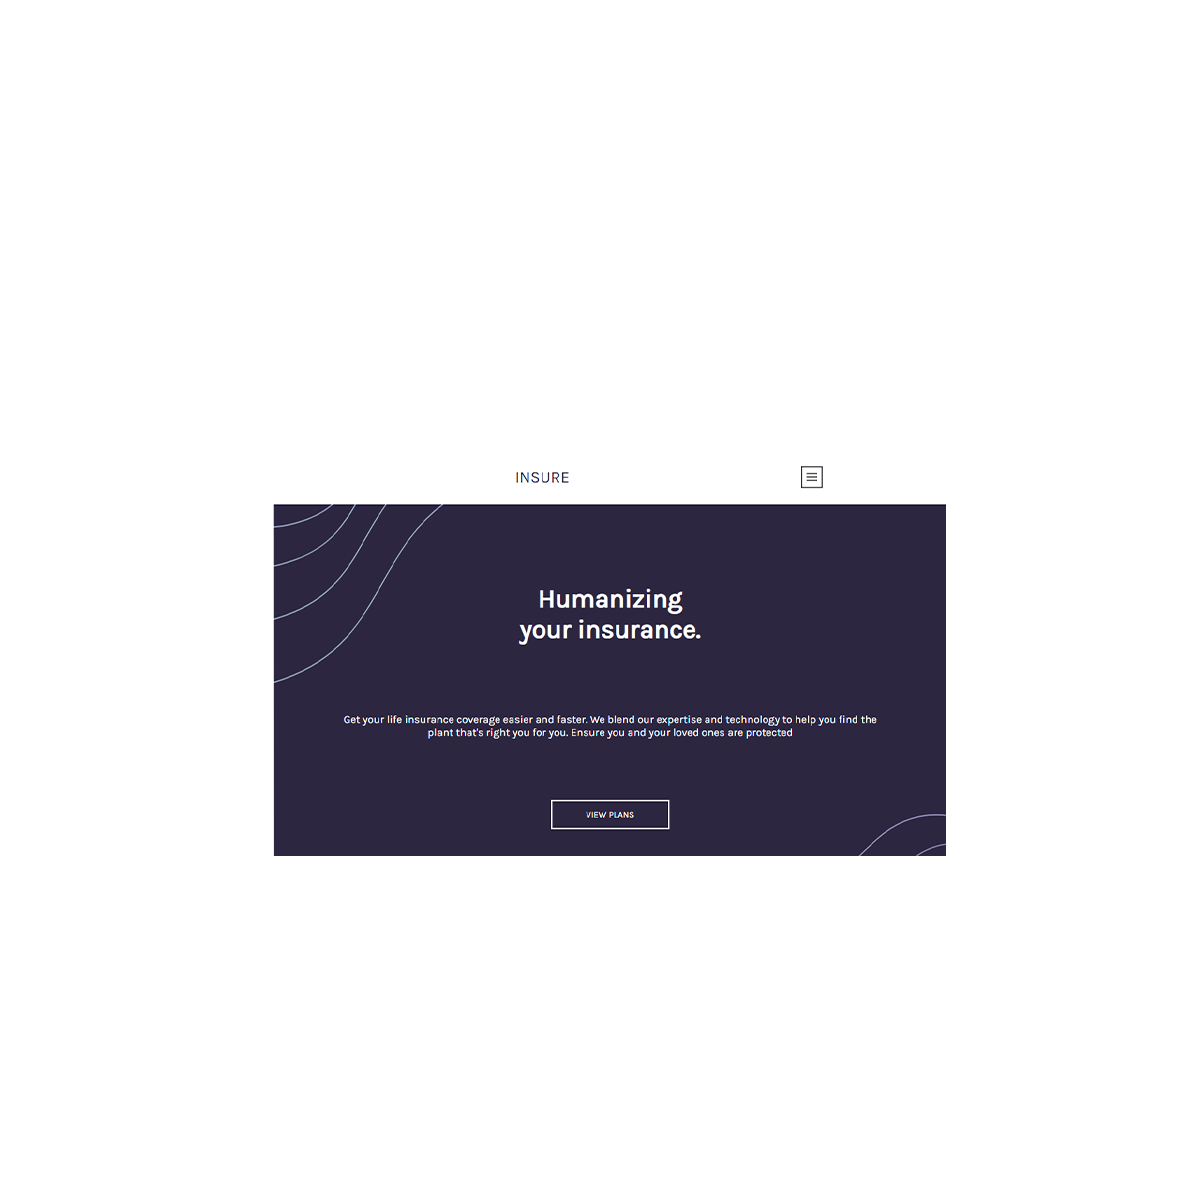 INSURE
Humanizing
your insurance.
Get your life insurance coverage easier and faster. We blend our expertise and technology to help you find the
plant that's right you for you. Ensure you and your loved ones are protected
VIEW PLANS